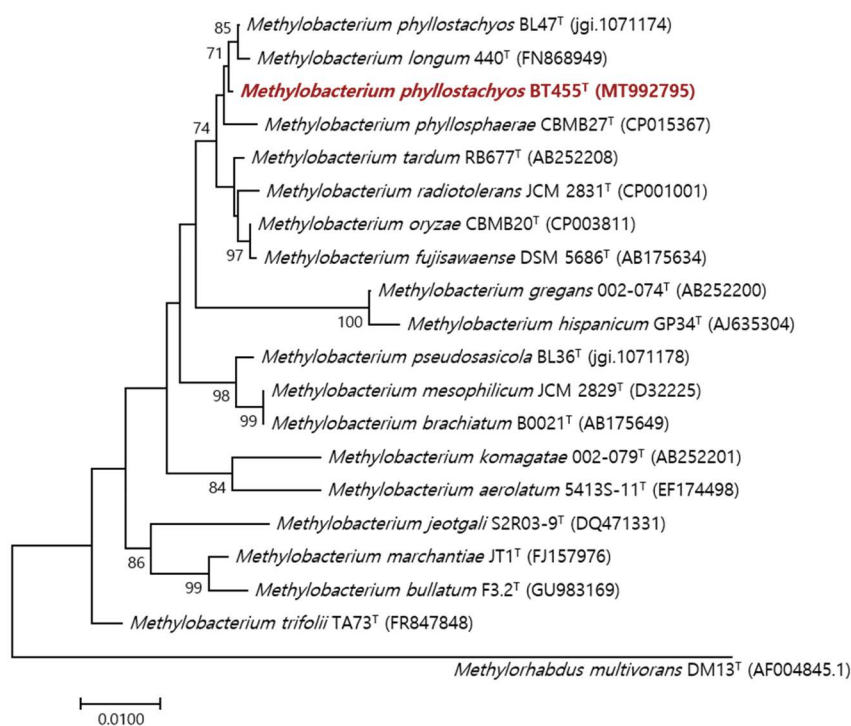 85 Methylobacterium phyllostachyos BL47ᵀ (jgi.1071174)
71 Methylobacterium longum 440ᵀ (FN868949)
Methylobacterium phyllostachyos BT455ᵀ (MT992795)
74 Methylobacterium phyllosphaerae CBMB27ᵀ (CP015367)
Methylobacterium tardum RB677ᵀ (AB252208)
Methylobacterium radiotolerans JCM 2831ᵀ (CP001001)
Methylobacterium oryzae CBMB20ᵀ (CP003811)
97 Methylobacterium fujisawaense DSM 5686ᵀ (AB175634)
Methylobacterium gregans 002-074ᵀ (AB252200)
100 Methylobacterium hispanicum GP34ᵀ (AJ635304)
Methylobacterium pseudosasicola BL36ᵀ (jgi.1071178)
98 Methylobacterium mesophilicum JCM 2829ᵀ (D32225)
99 Methylobacterium brachiatum B0021ᵀ (AB175649)
Methylobacterium komagatae 002-079ᵀ (AB252201)
84 Methylobacterium aerolatum 5413S-11ᵀ (EF174498)
Methylobacterium jeotgali S2R03-9ᵀ (DQ471331)
86 Methylobacterium marchantiae JT1ᵀ (FJ157976)
99 Methylobacterium bullatum F3.2ᵀ (GU983169)
Methylobacterium trifolii TA73ᵀ (FR847848)
Methylorhabdus multivorans DM13ᵀ (AF004845.1)
0.0100